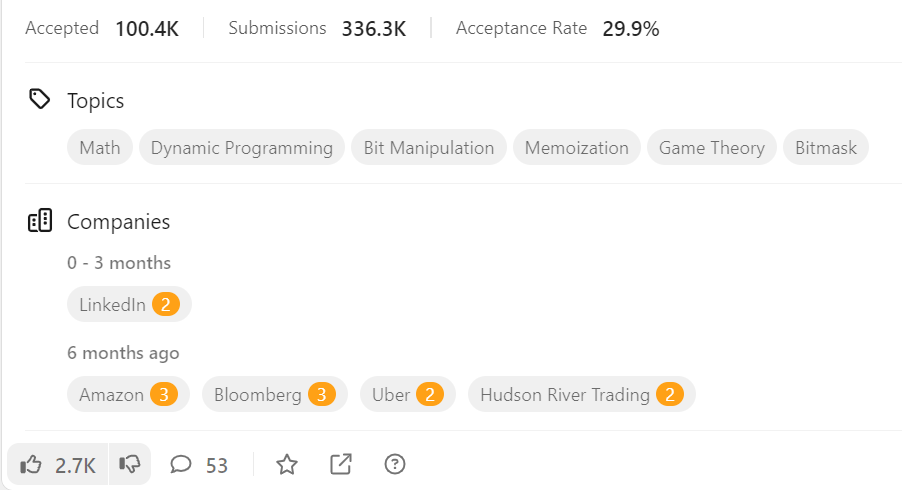 Accepted 100.4K Submissions 336.3K Acceptance Rate 29.9%
Topics
Math Dynamic Programming Bit Manipulation Memoization Game Theory Bitmask
Companies
0 - 3 months
LinkedIn 2
6 months ago
Amazon 3 Bloomberg 3 Uber 2 Hudson River Trading 2
2.7K 53